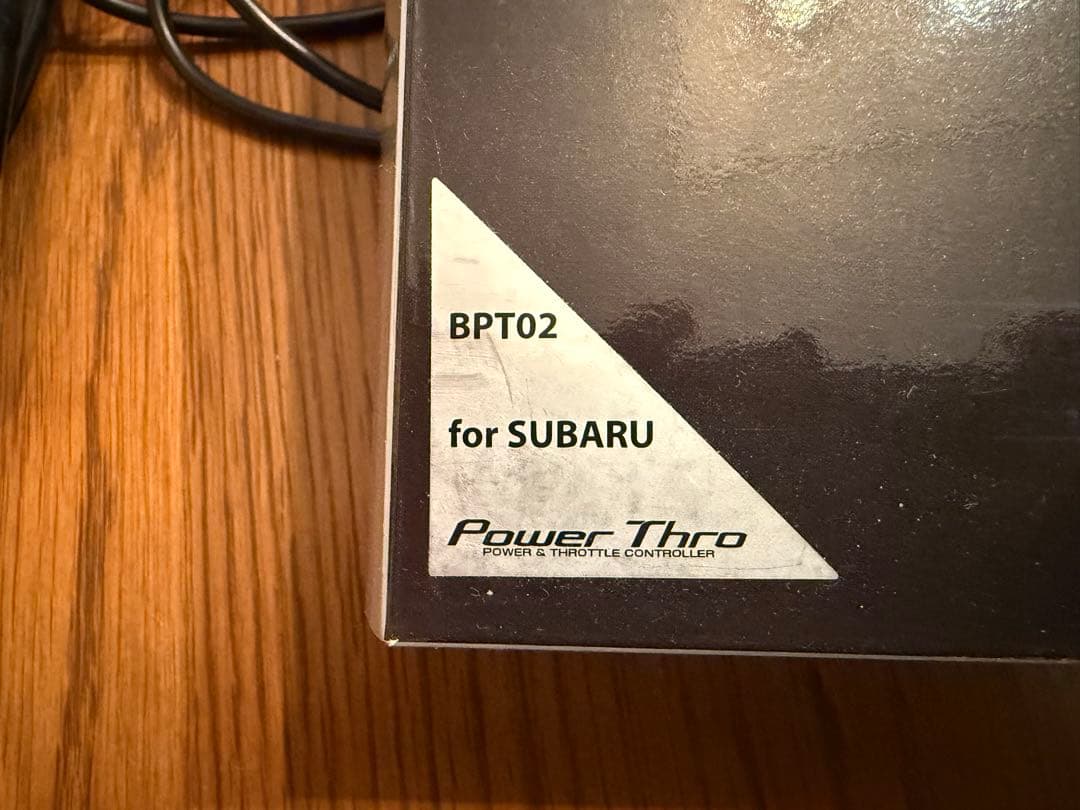 BPT02
for SUBARU
Power Thro
POWER & THROTTLE CONTROLLER